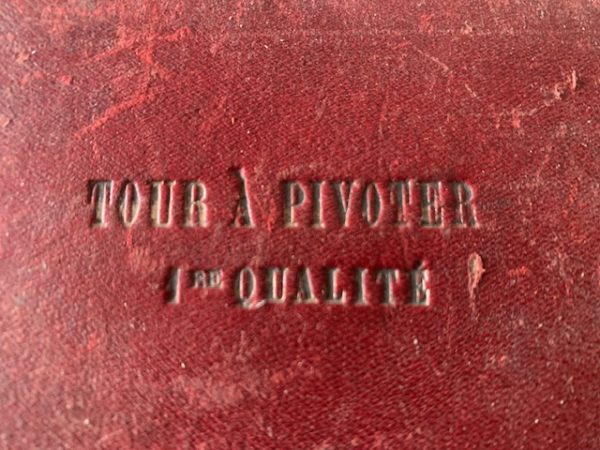 TOUR À PIVOTER
1RE QUALITÉ